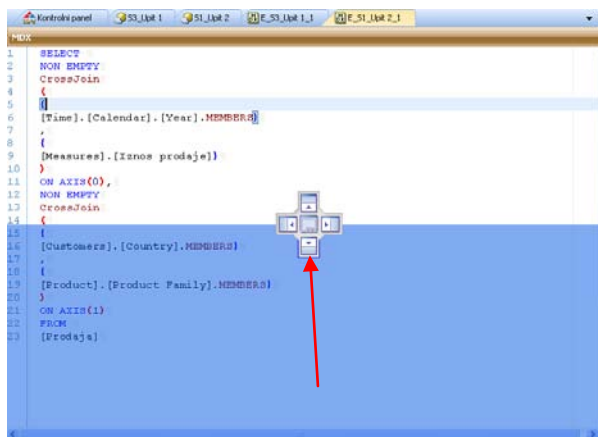 Kontrolni panel S3_Upit 1 S1_Upit 2 E_S3_Upit 1_1 E_S1_Upit 2_1
MDX
1 SELECT
2 NON EMPTY
3 CrossJoin
4 (
5 {
6 [Time].[Calendar].[Year].MEMBERS}
7 ,
8 {
9 [Measures].[Iznos prodaje]}
10 )
11 ON AXIS(0),
12 NON EMPTY
13 CrossJoin
14 (
15 {
16 [Customers].[Country].MEMBERS}
17 ,
18 {
19 [Product].[Product Family].MEMBERS}
20 )
21 ON AXIS(1)
22 FROM
23 [Prodaja]